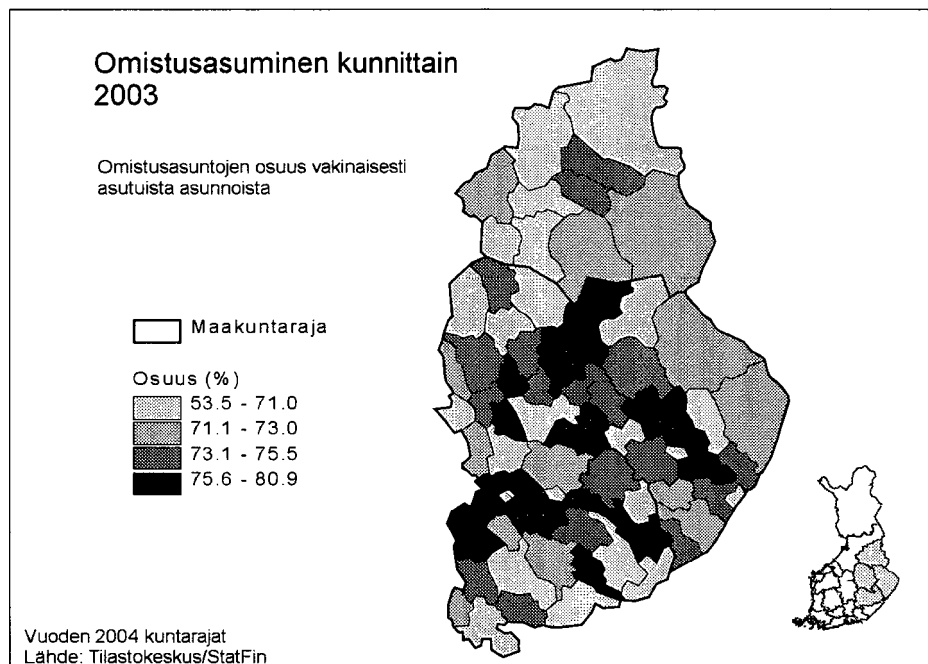 Omistusasuminen kunnittain
2003
Omistusasuntojen osuus vakinaisesti
asutuista asunnoista
Maakuntaraja
Osuus (%)
53.5 - 71.0
71.1 - 73.0
73.1 - 75.5
75.6 - 80.9
Vuoden 2004 kuntarajat
Lähde: Tilastokeskus/StatFin